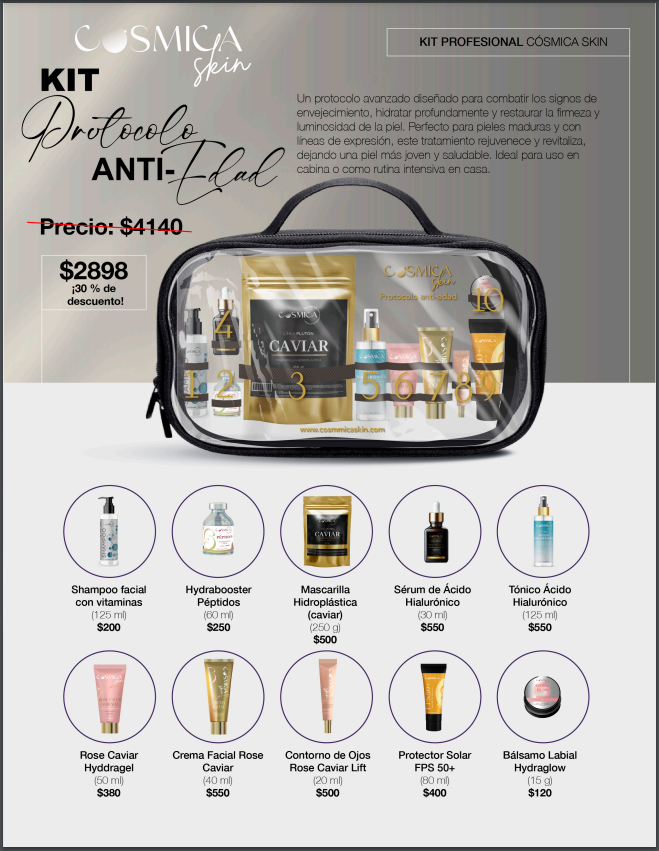 COSMICA
skin
KIT PROFESIONAL CÓSMICA SKIN
KIT
Protocolo
ANTI-Edad
Un protocolo avanzado diseñado para combatir los signos de
envejecimiento, hidratar profundamente y restaurar la firmeza y
luminosidad de la piel. Perfecto para pieles maduras y con
líneas de expresión, este tratamiento rejuvenece y revitaliza,
dejando una piel más joven y saludable. Ideal para uso en
cabina o como rutina intensiva en casa.
Precio: $4140
$2898
¡30 % de
descuento!
COSMICA
skin
Protocolo anti-edad
COSMICA
CAVIAR
1 2 3 4 5 6 7 8 9 10
www.cosmmicaskin.com
CAVIAR
Shampoo facial
con vitaminas
(125 ml)
$200
Hydrabooster
Péptidos
(60 ml)
$250
Mascarilla
Hidroplástica
(caviar)
(250 g)
$500
Sérum de Ácido
Hialurónico
(30 ml)
$550
Tónico Ácido
Hialurónico
(125 ml)
$550
Rose Caviar
Hyddragel
(50 ml)
$380
Crema Facial Rose
Caviar
(40 ml)
$550
Contorno de Ojos
Rose Caviar Lift
(20 ml)
$500
Protector Solar
FPS 50+
(80 ml)
$400
Bálsamo Labial
Hydraglow
(15 g)
$120